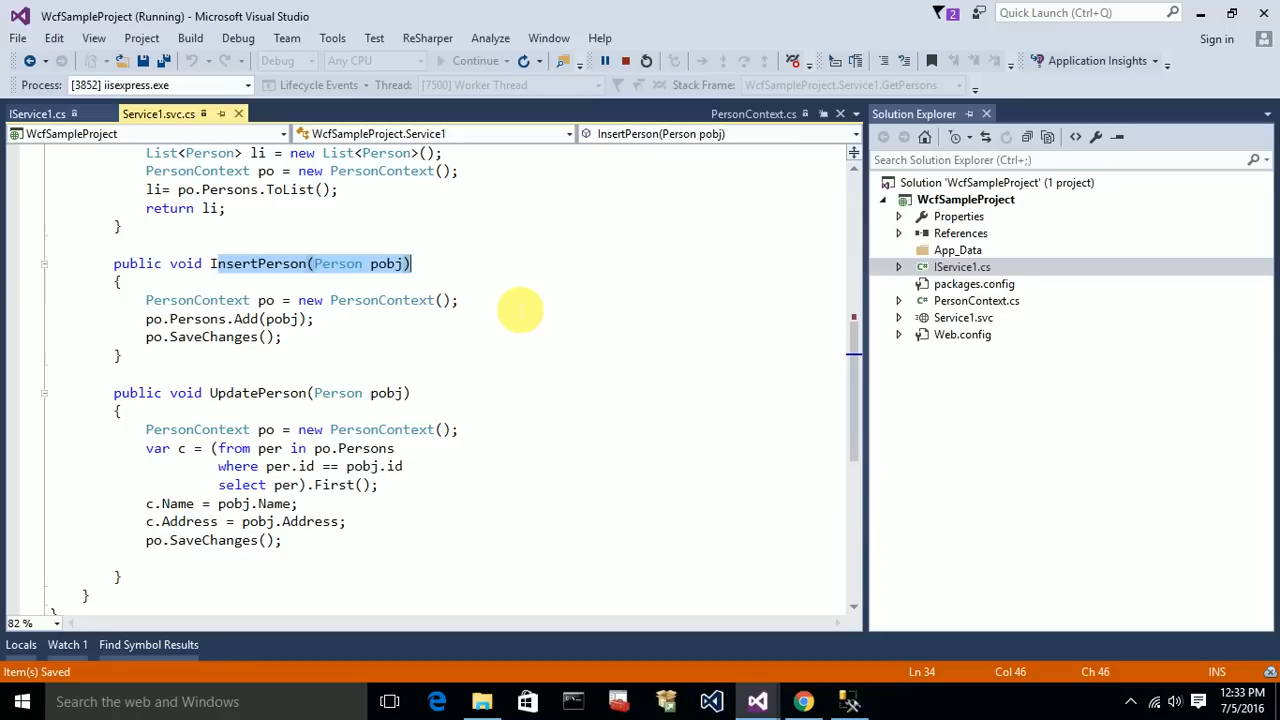 WcfSampleProject (Running) - Microsoft Visual Studio
2
Quick Launch (Ctrl+Q)
File Edit View Project Build Debug Team Tools Test ReSharper Analyze Window Help
Sign in
Debug Any CPU Continue Application Insights
Process: [3852] iisexpress.exe Lifecycle Events Thread: [7500] Worker Thread Stack Frame: WcfSampleProject.Service1.GetPersons
IService1.cs Service1.svc.cs PersonContext.cs
WcfSampleProject WcfSampleProject.Service1 InsertPerson(Person pobj)
List<Person> li = new List<Person>();
PersonContext po = new PersonContext();
li= po.Persons.ToList();
return li;
}
public void InsertPerson(Person pobj)
{
PersonContext po = new PersonContext();
po.Persons.Add(pobj);
po.SaveChanges();
}
public void UpdatePerson(Person pobj)
{
PersonContext po = new PersonContext();
var c = (from per in po.Persons
where per.id == pobj.id
select per).First();
c.Name = pobj.Name;
c.Address = pobj.Address;
po.SaveChanges();
}
}
}
82 %
Solution Explorer
Search Solution Explorer (Ctrl+;)
Solution 'WcfSampleProject' (1 project)
WcfSampleProject
Properties
References
App_Data
IService1.cs
packages.config
PersonContext.cs
Service1.svc
Web.config
Locals Watch 1 Find Symbol Results
Item(s) Saved Ln 34 Col 46 Ch 46 INS
Search the web and Windows
12:33 PM
7/5/2016